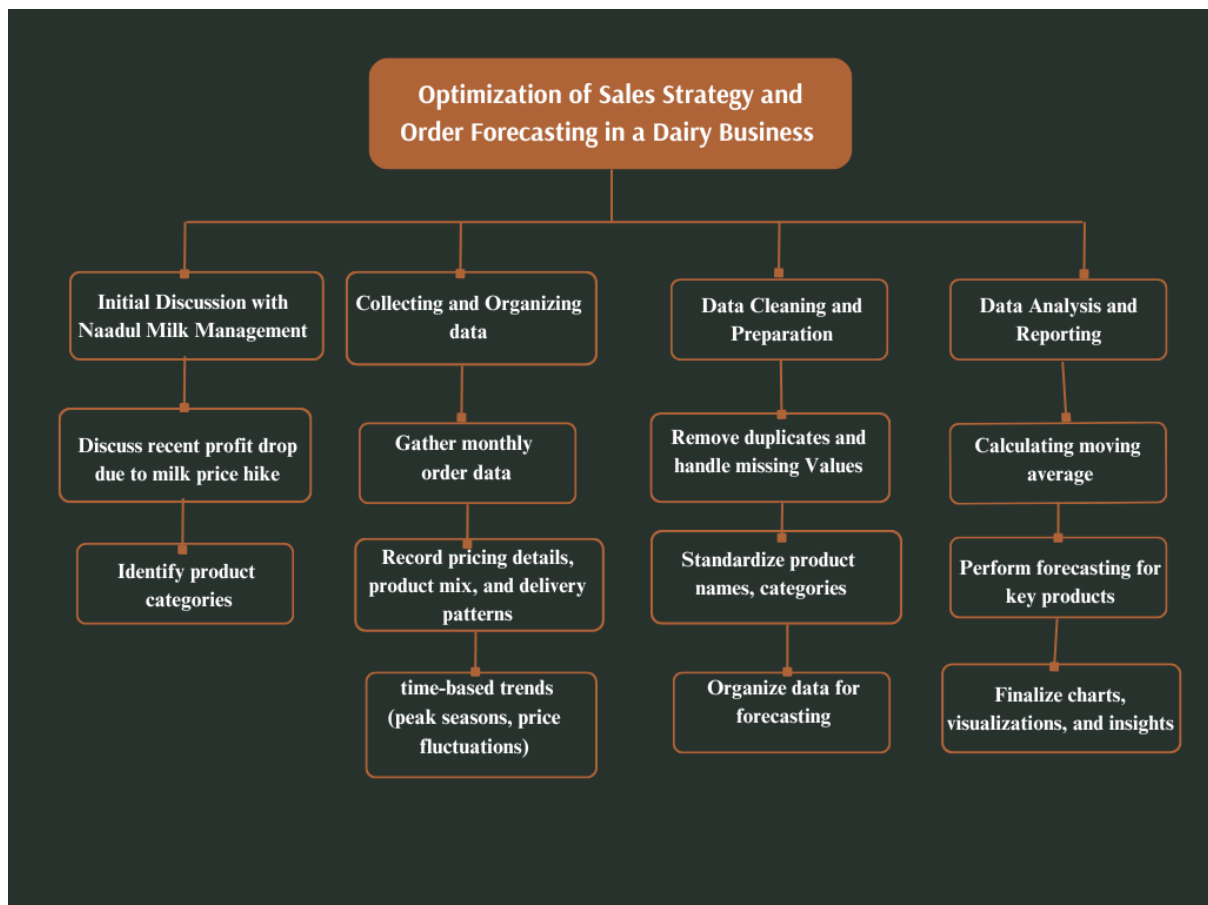 Optimization of Sales Strategy and
Order Forecasting in a Dairy Business
Initial Discussion with
Naadul Milk Management
Discuss recent profit drop
due to milk price hike
Identify product
categories
Collecting and Organizing
data
Gather monthly
order data
Record pricing details,
product mix, and delivery
patterns
time-based trends
(peak seasons, price
fluctuations)
Data Cleaning and
Preparation
Remove duplicates and
handle missing Values
Standardize product
names, categories
Organize data for
forecasting
Data Analysis and
Reporting
Calculating moving
average
Perform forecasting for
key products
Finalize charts,
visualizations, and insights